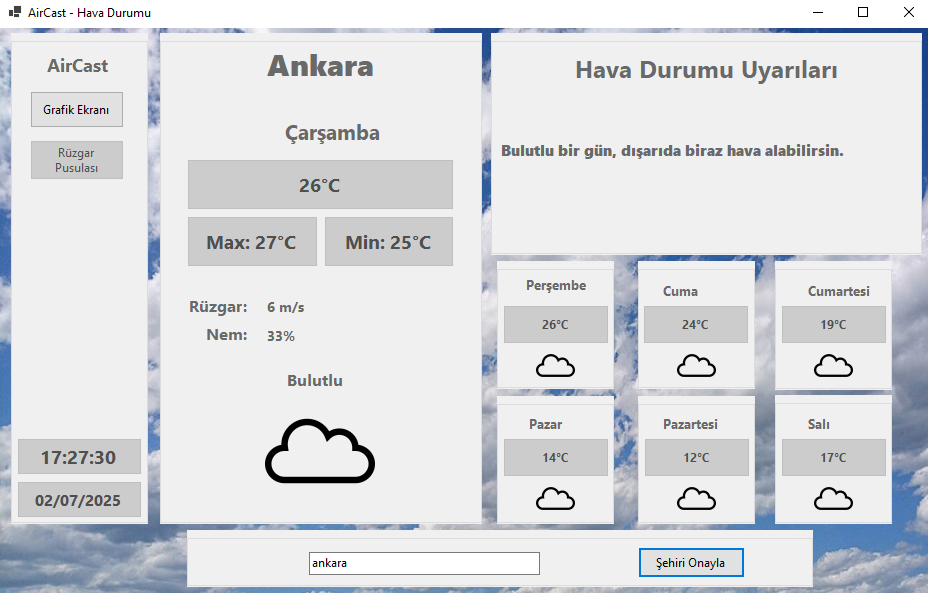 AirCast - Hava Durumu
AirCast
Grafik Ekranı
Rüzgar
Pusulası
17:27:30
02/07/2025
Ankara
Çarşamba
26°C
Max: 27°C
Min: 25°C
Rüzgar: 6 m/s
Nem: 33%
Bulutlu
Hava Durumu Uyarıları
Bulutlu bir gün, dışarıda biraz hava alabilirsin.
Perşembe
26°C
Cuma
24°C
Cumartesi
19°C
Pazar
14°C
Pazartesi
12°C
Salı
17°C
ankara
Şehiri Onayla